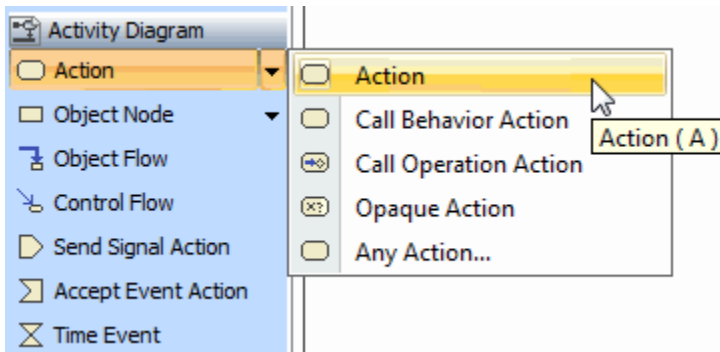 Activity Diagram
Action
Object Node
Object Flow
Control Flow
Send Signal Action
Accept Event Action
Time Event
Action
Call Behavior Action
Call Operation Action
Opaque Action
Any Action...
Action ( A )